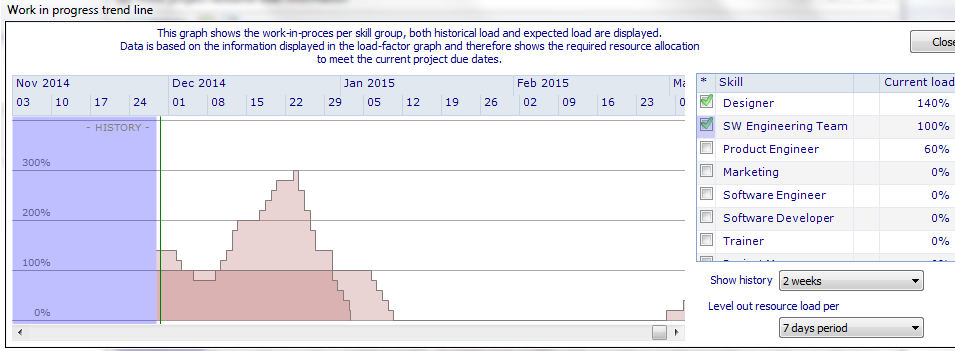 Work in progress trend line
This graph shows the work-in-proces per skill group, both historical load and expected load are displayed.
Data is based on the information displayed in the load-factor graph and therefore shows the required resource allocation
to meet the current project due dates.
Close
Nov 2014 Dec 2014 Jan 2015 Feb 2015 Ma
03 10 17 24 01 08 15 22 29 05 12 19 26 02 09 16 23 0
- HISTORY -
300%
200%
100%
0%
* Skill Current load
Designer 140%
SW Engineering Team 100%
Product Engineer 60%
Marketing 0%
Software Engineer 0%
Software Developer 0%
Trainer 0%
Show history 2 weeks
Level out resource load per
7 days period